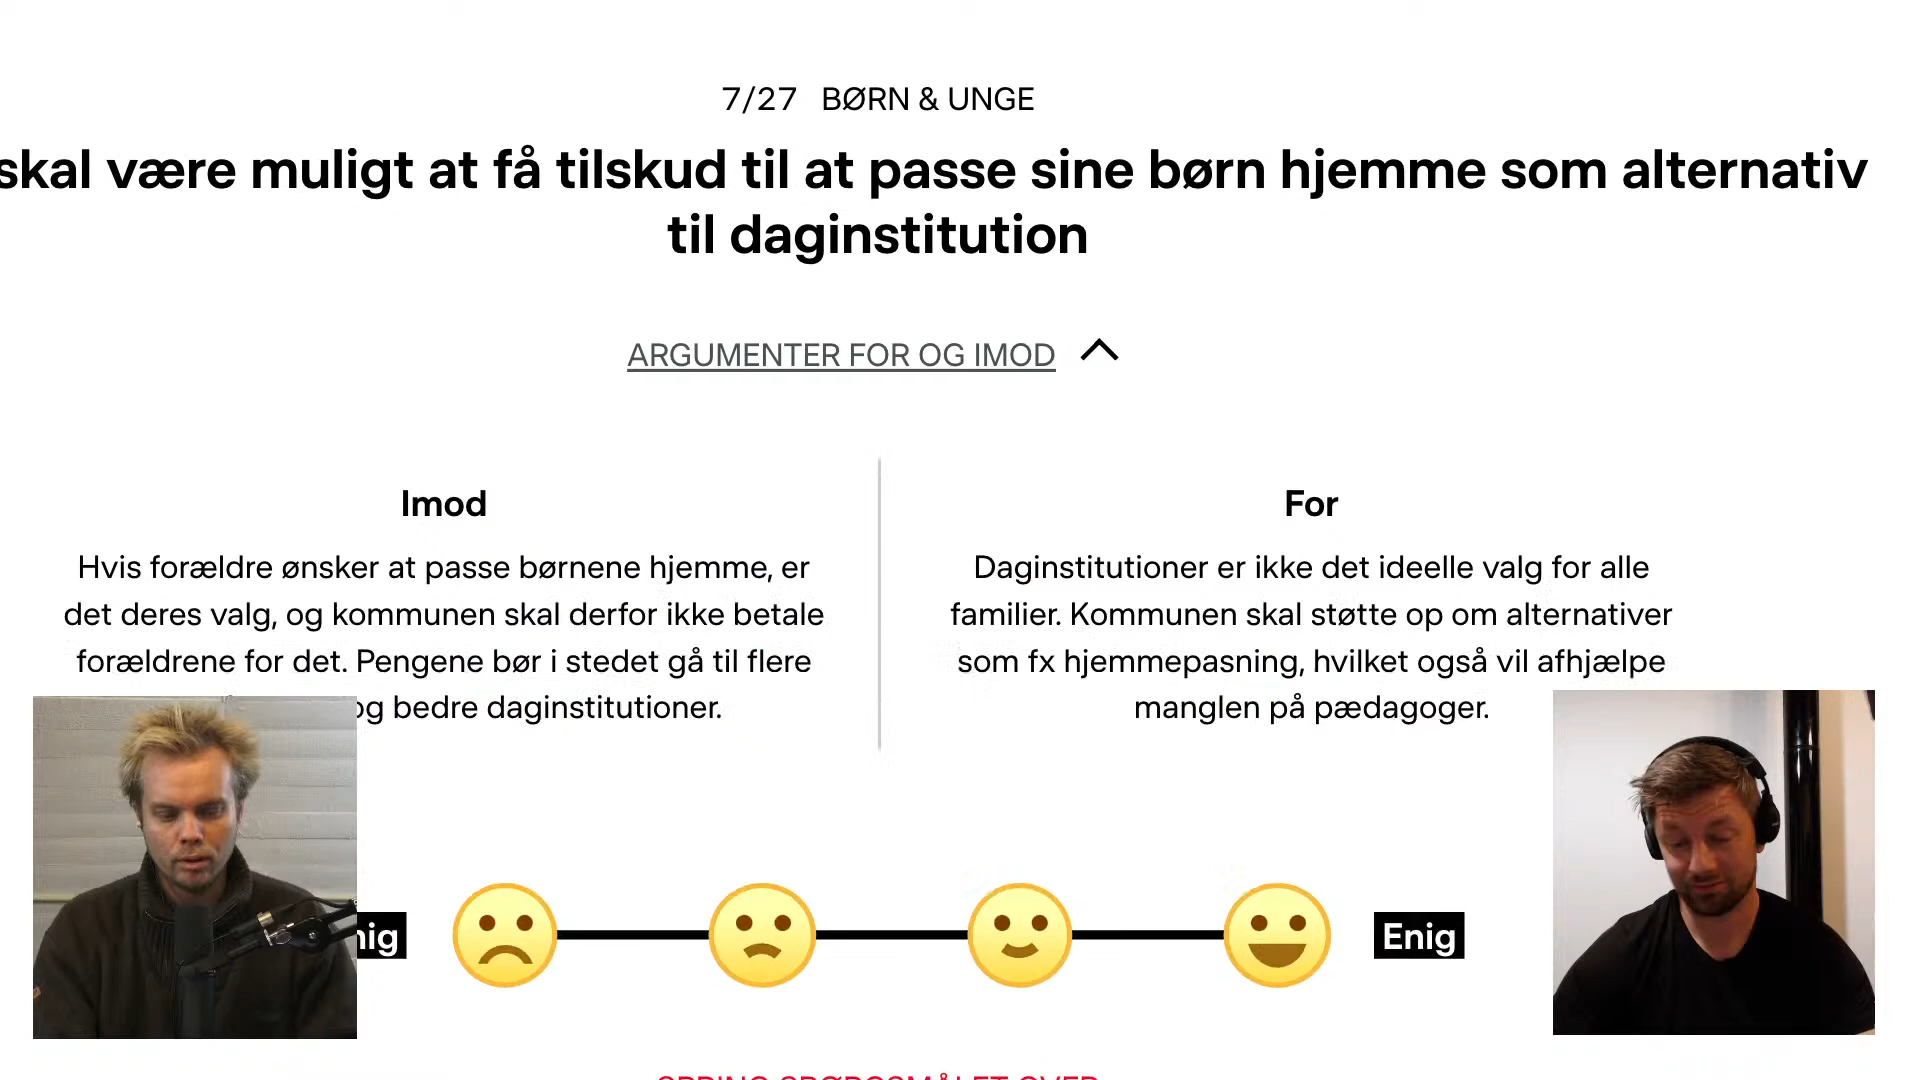 7/27 BØRN & UNGE
skal være muligt at få tilskud til at passe sine børn hjemme som alternativ
til daginstitution
ARGUMENTER FOR OG IMOD
Imod
Hvis forældre ønsker at passe børnene hjemme, er
det deres valg, og kommunen skal derfor ikke betale
forældrene for det. Pengene bør i stedet gå til flere
og bedre daginstitutioner.
For
Daginstitutioner er ikke det ideelle valg for alle
familier. Kommunen skal støtte op om alternativer
som fx hjemmepasning, hvilket også vil afhjælpe
manglen på pædagoger.
Enig
SPRING SPØRGSMÅLET OVER